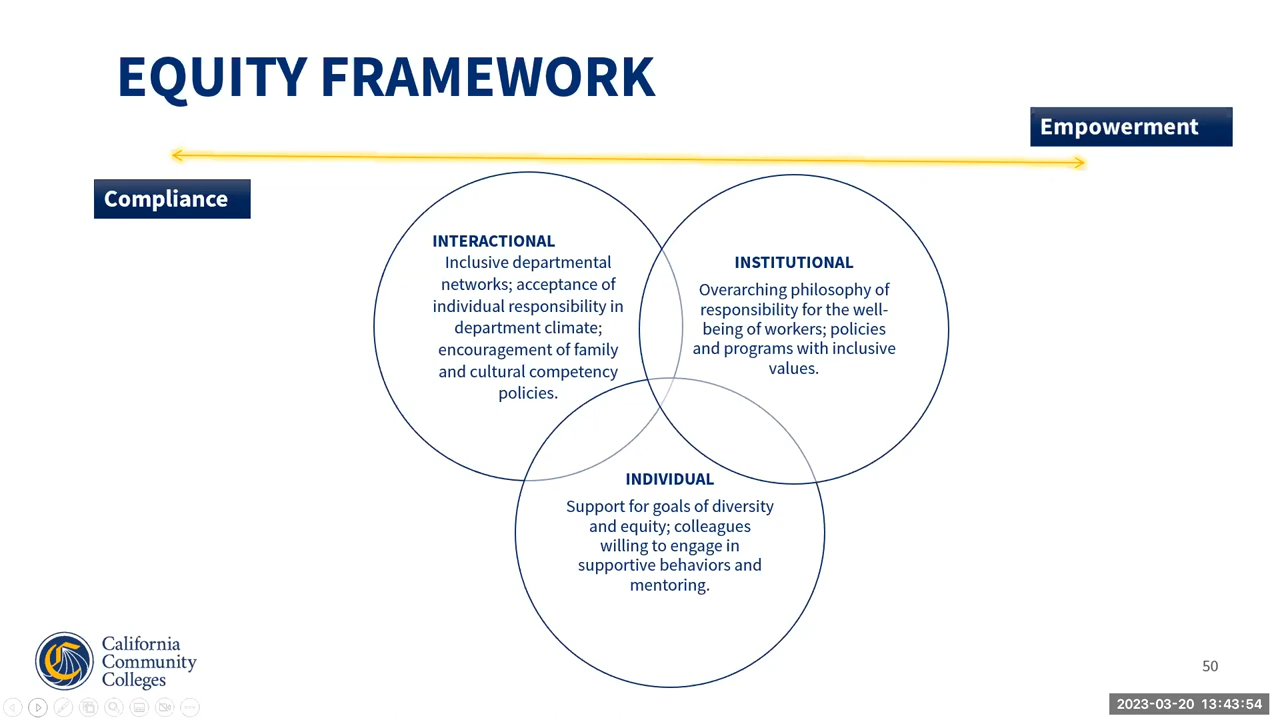 EQUITY FRAMEWORK
Empowerment
Compliance
INTERACTIONAL
Inclusive departmental
networks; acceptance of
individual responsibility in
department climate;
encouragement of family
and cultural competency
policies.
INSTITUTIONAL
Overarching philosophy of
responsibility for the well-
being of workers; policies
and programs with inclusive
values.
INDIVIDUAL
Support for goals of diversity
and equity; colleagues
willing to engage in
supportive behaviors and
mentoring.
California
Community
Colleges
50
2023-03-20 13:43:54